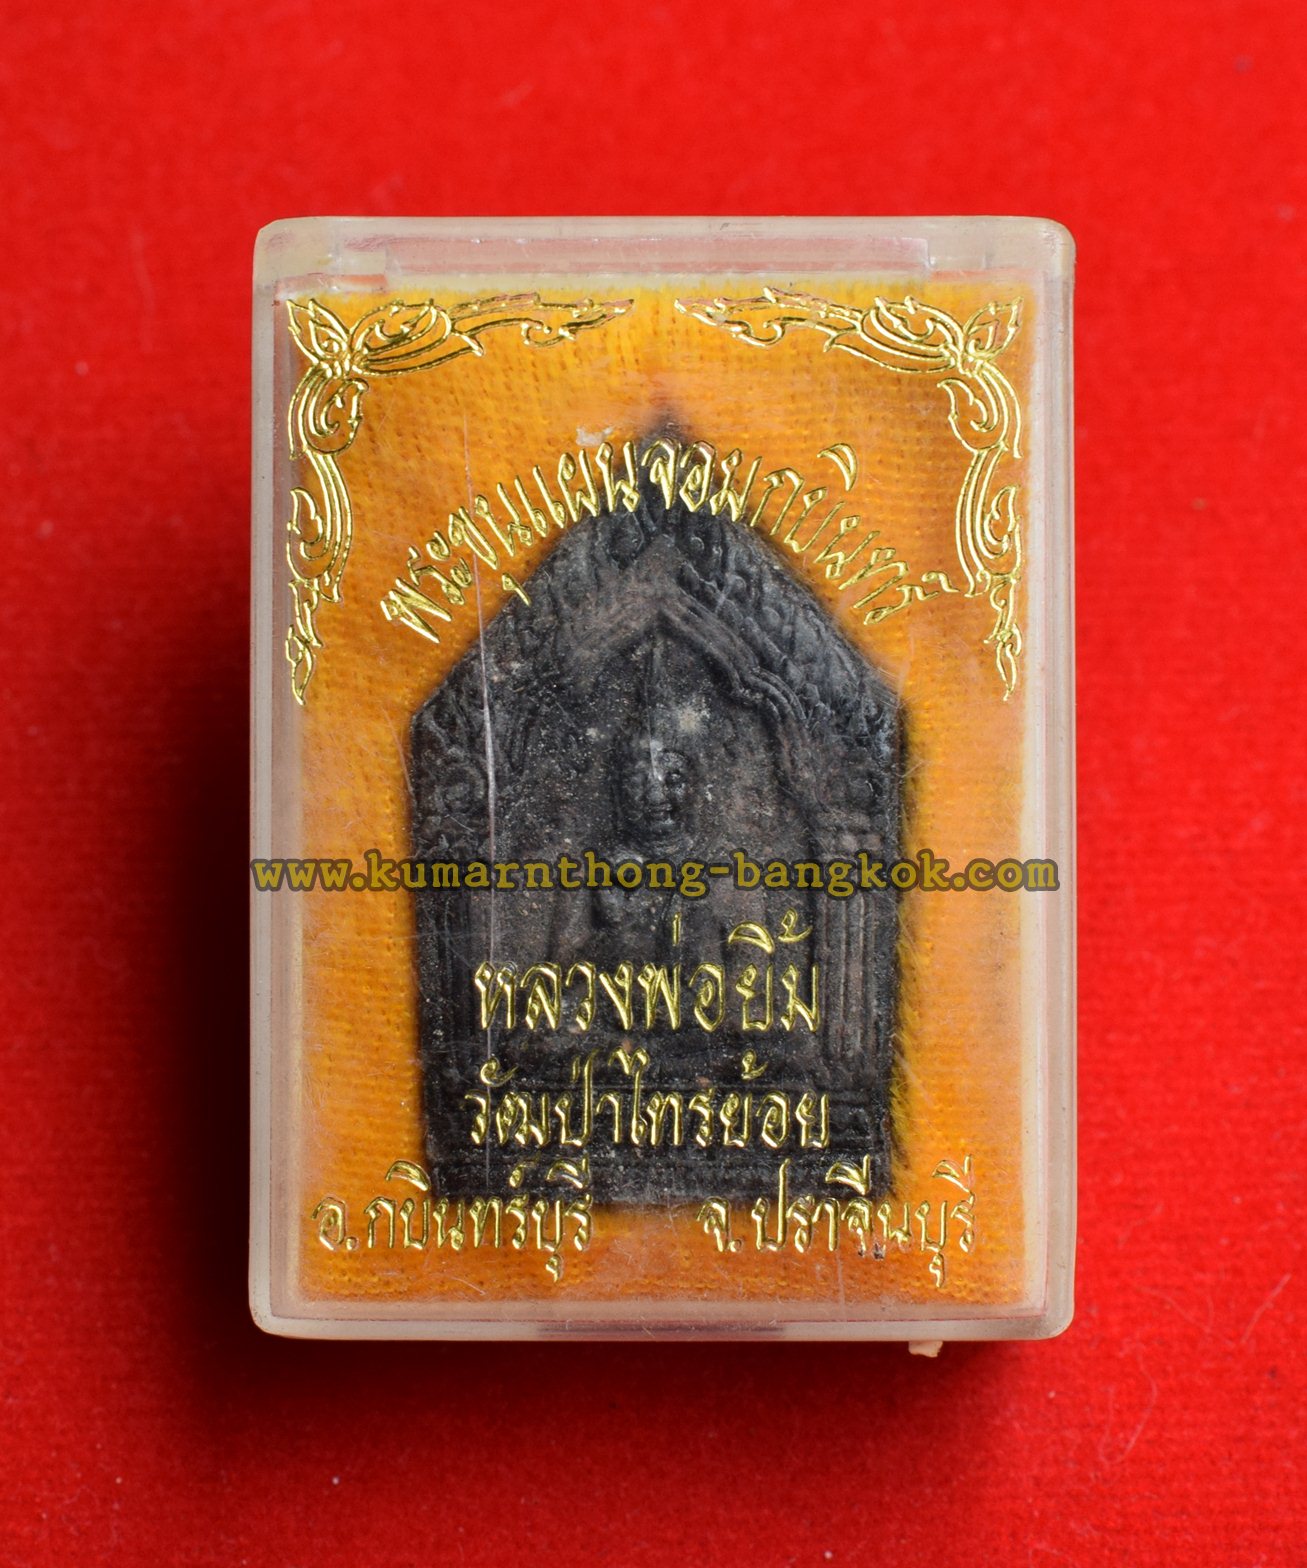 พระขุนแผนจอมกบินทร์
www.kumarnthong-bangkok.com
หลวงพ่อยิ้ม
วัฒป่าไทรย้อย
อ.กบินทร์บุรี จ.ปราจีนบุรี